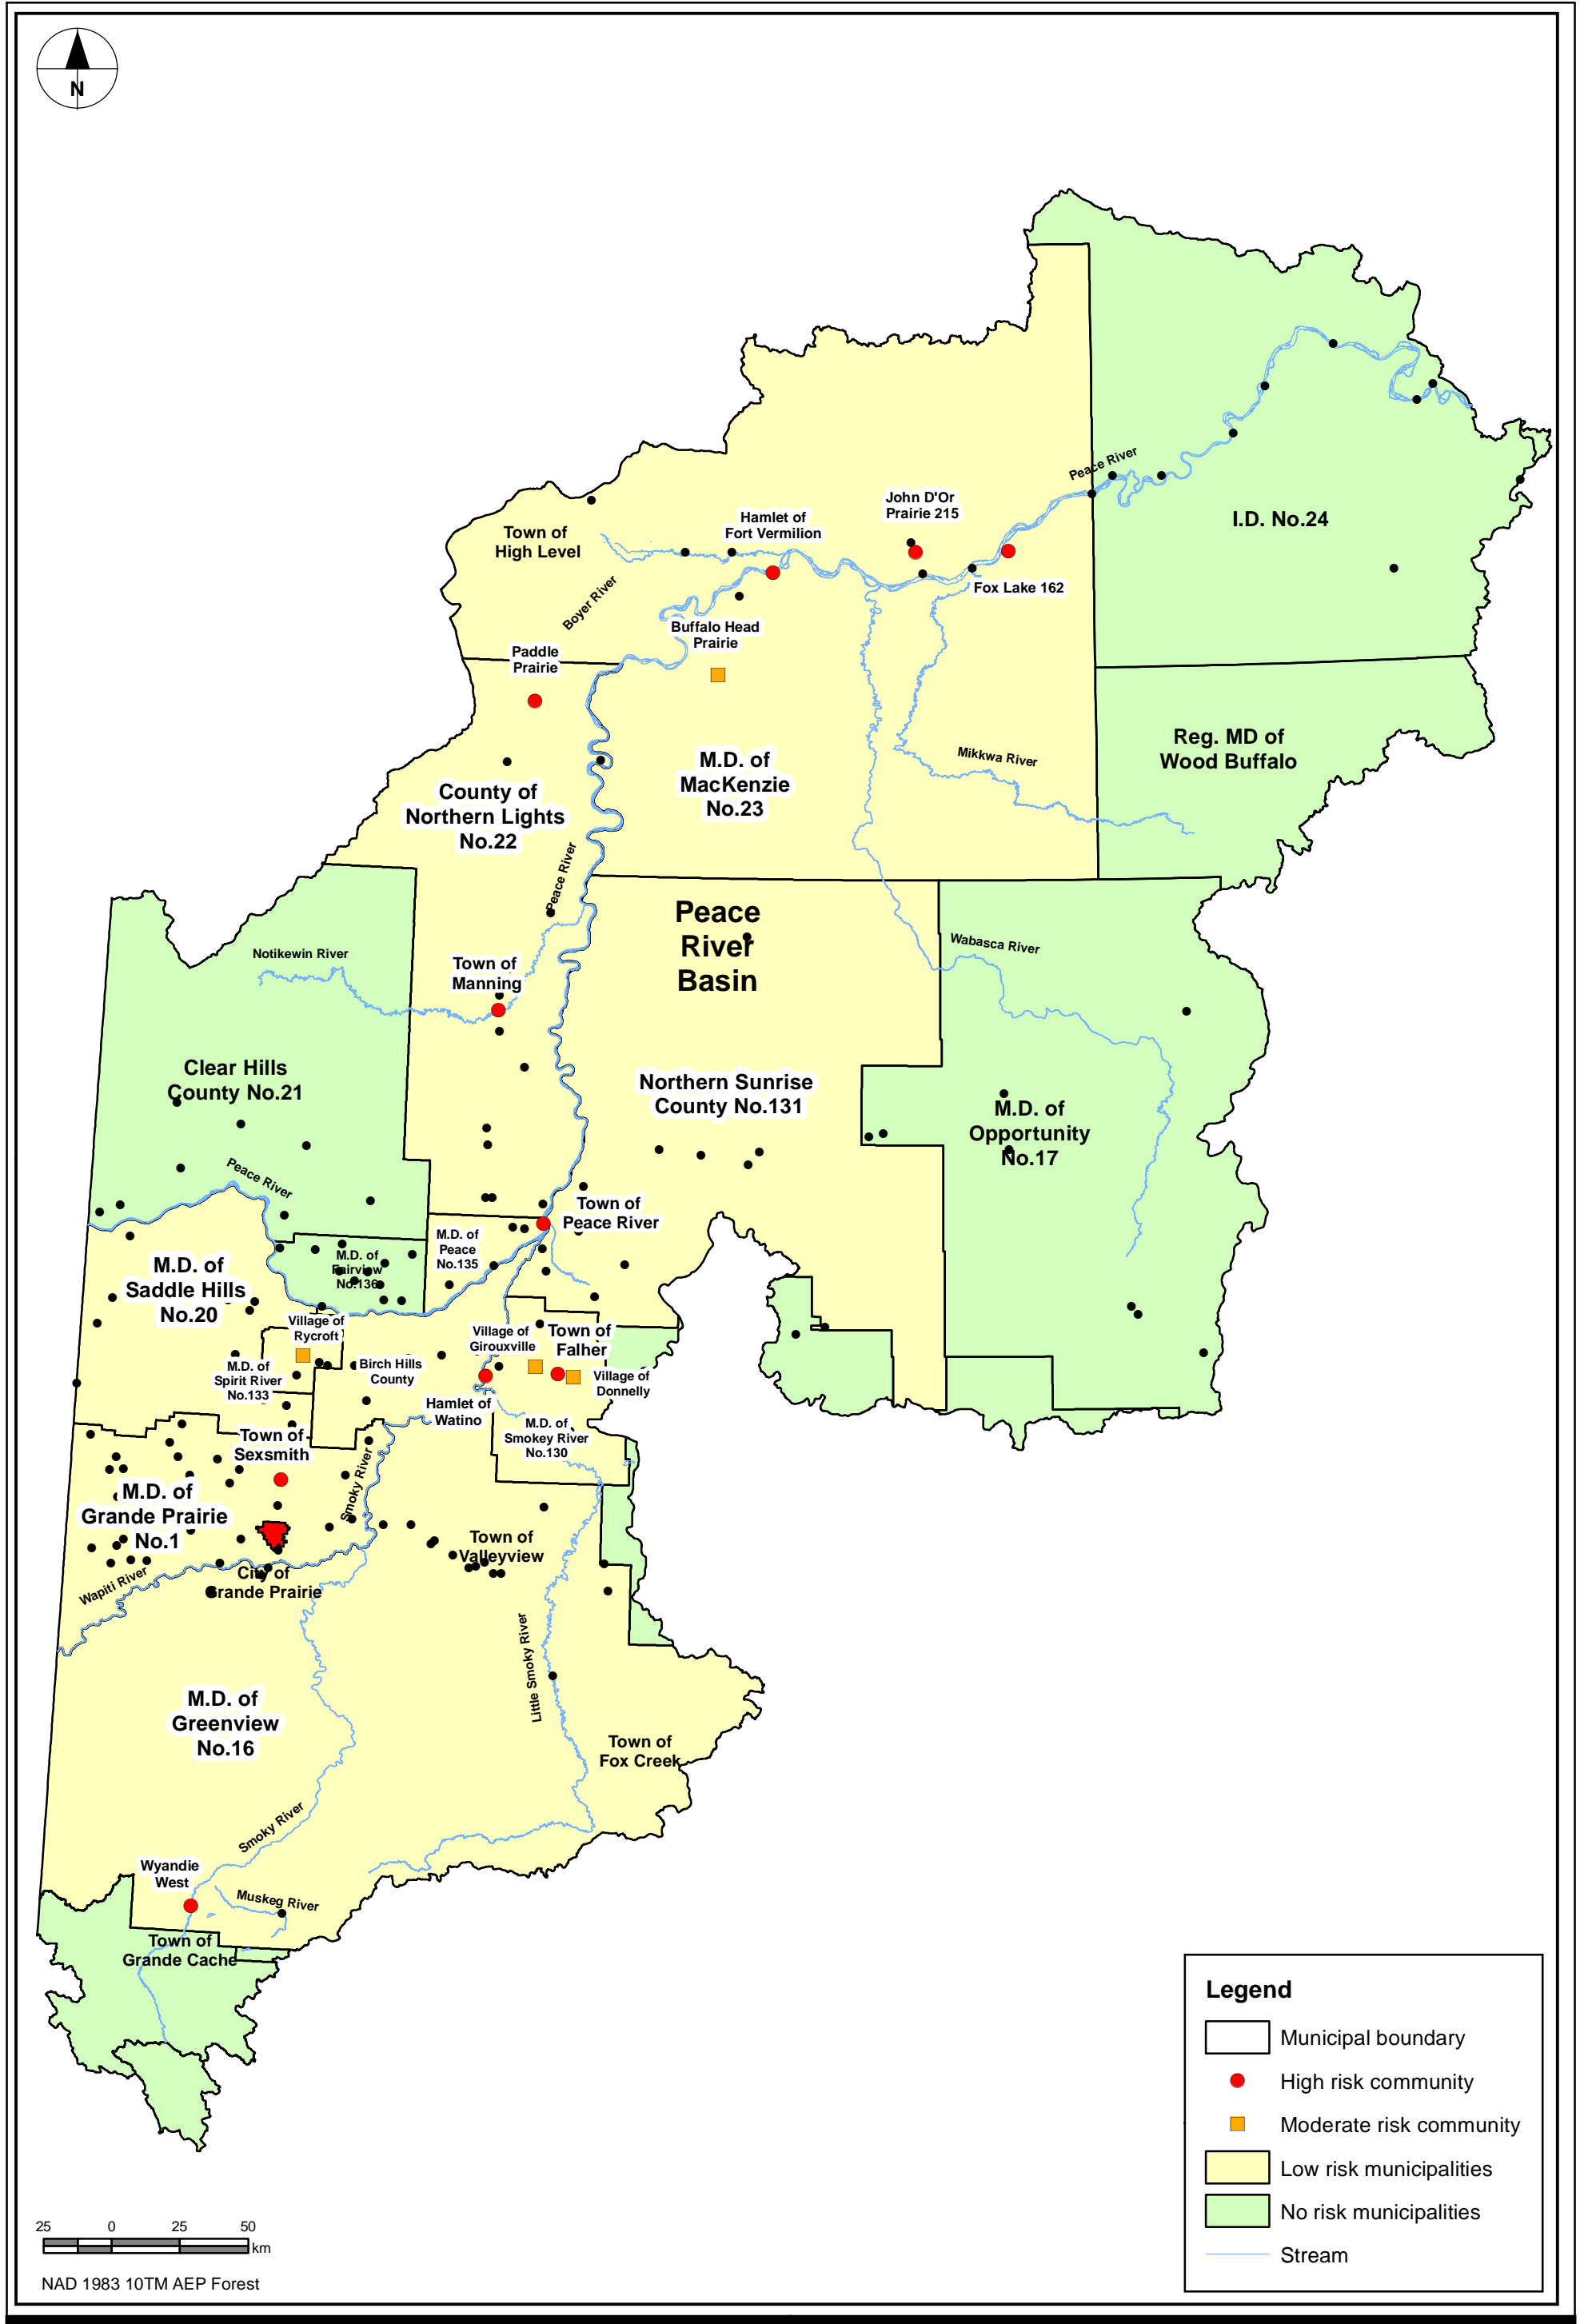 N
Peace River
I.D. No.24
John D'Or
Prairie 215
Hamlet of
Fort Vermilion
Town of
High Level
Fox Lake 162
Boyer River
Buffalo Head
Prairie
Paddle
Prairie
Reg. MD of
Wood Buffalo
Mikkwa River
M.D. of
MacKenzie
No.23
County of
Northern Lights
No.22
Peace River
Peace
River
Basin
Wabasca River
Notikewin River
Town of
Manning
Clear Hills
County No.21
Northern Sunrise
County No.131
M.D. of
Opportunity
No.17
Peace River
Town of
Peace River
M.D. of
Peace
No.135
M.D. of
Fairview
No.136
M.D. of
Saddle Hills
No.20
Village of
Rycroft
Village of
Girouxville
Town of
Falher
M.D. of
Spirit River
No.133
Birch Hills
County
Village of
Donnelly
Hamlet of
Watino
M.D. of
Smokey River
No.130
Town of
Sexsmith
Smoky River
M.D. of
Grande Prairie
No.1
Town of
Valleyview
City of
Grande Prairie
Wapiti River
Little Smoky River
M.D. of
Greenview
No.16
Town of
Fox Creek
Smoky River
Wyandie
West
Muskeg River
Town of
Grande Cache
Legend
Municipal boundary
High risk community
Moderate risk community
Low risk municipalities
No risk municipalities
Stream
25 0 25 50
km
NAD 1983 10TM AEP Forest